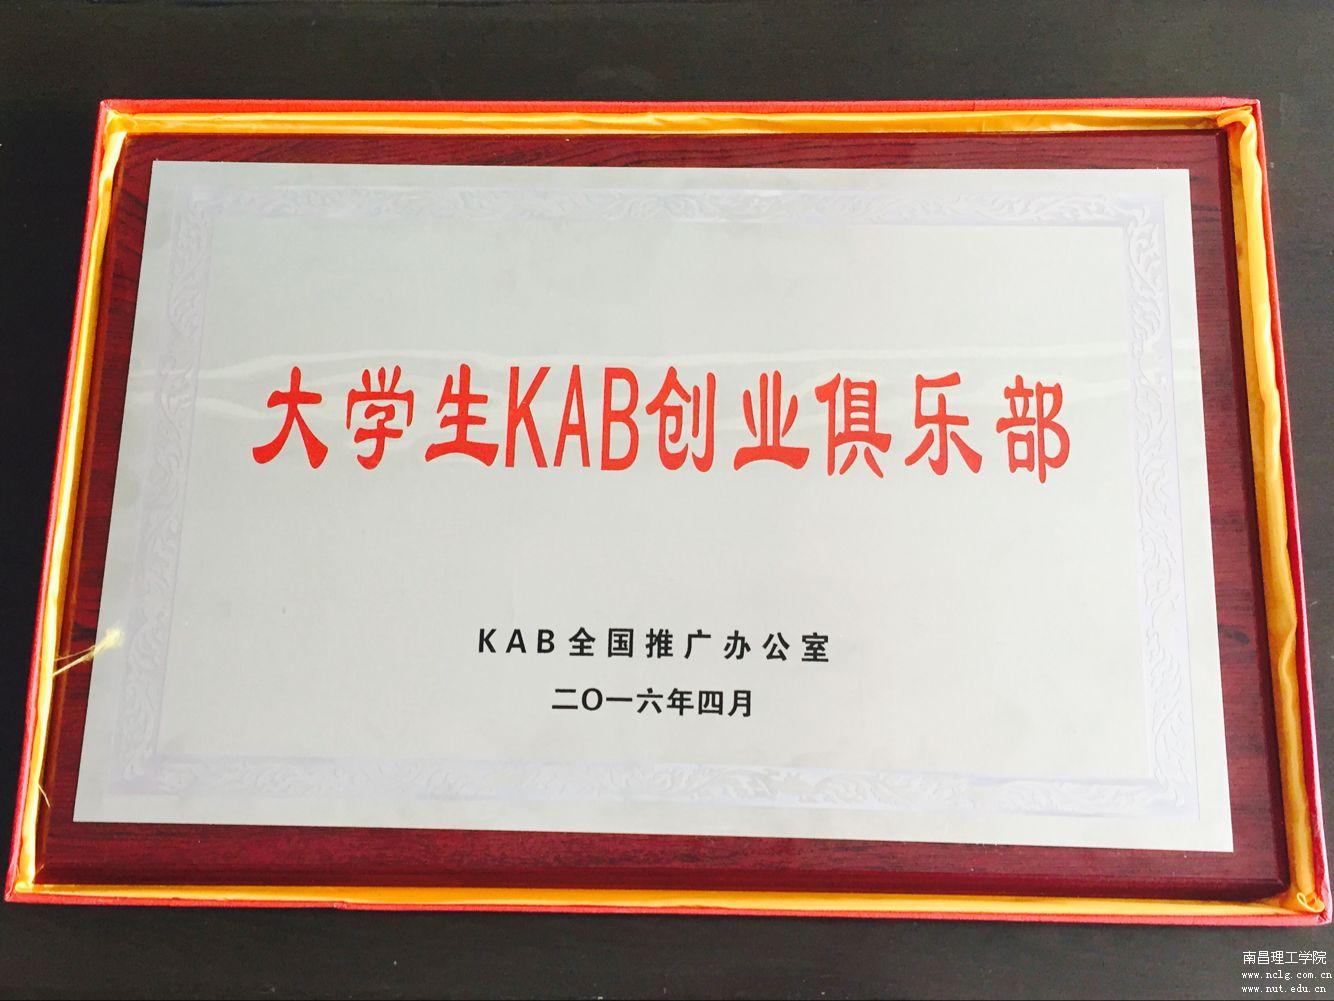 大学生KAB创业俱乐部
KAB全国推广办公室
二〇一六年四月
南昌理工学院
www.nclg.com.cn
www.nut.edu.cn